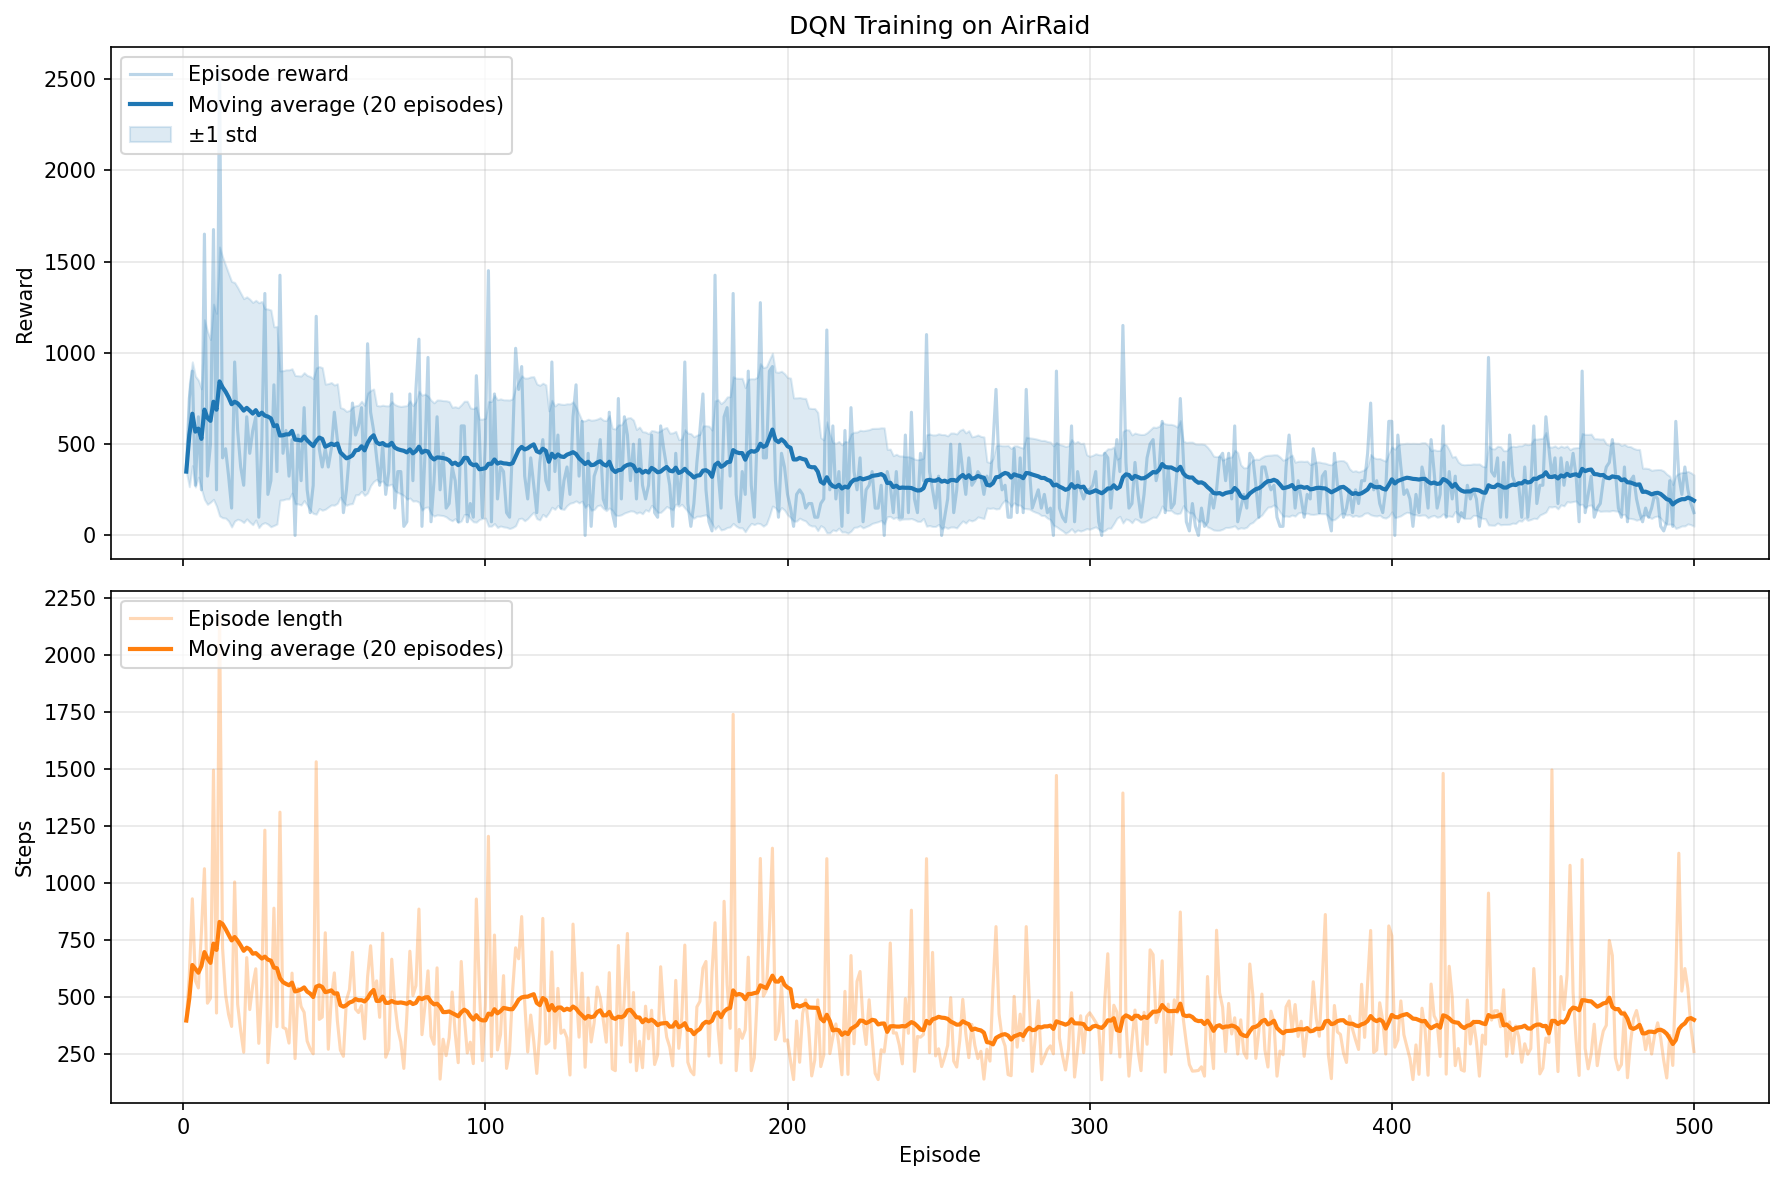 DQN Training on AirRaid
Episode reward
Moving average (20 episodes)
±1 std
2500
2000
1500
1000
500
0
Reward
Episode length
Moving average (20 episodes)
2250
2000
1750
1500
1250
1000
750
500
250
Steps
0 100 200 300 400 500
Episode